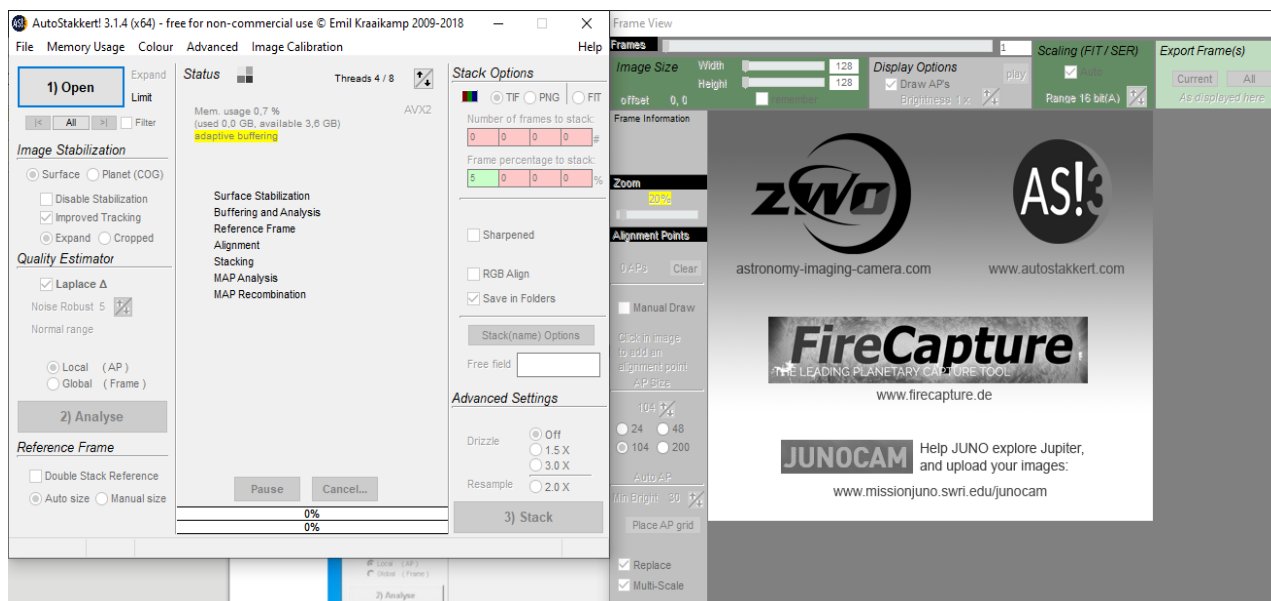 AutoStakkert! 3.1.4 (x64) - free for non-commercial use © Emil Kraaikamp 2009-2018
File Memory Usage Colour Advanced Image Calibration Help
1) Open
Expand
Limit
|< All >| Filter
Image Stabilization
Surface Planet (COG)
Disable Stabilization
Improved Tracking
Expand Cropped
Quality Estimator
Laplace Δ
Noise Robust 5
Normal range
Local (AP)
Global (Frame)
2) Analyse
Reference Frame
Double Stack Reference
Auto size Manual size
Status
Threads 4 / 8
Mem. usage 0,7 %
AVX2
(used 0,0 GB, available 3,6 GB)
adaptive buffering
Surface Stabilization
Buffering and Analysis
Reference Frame
Alignment
Stacking
MAP Analysis
MAP Recombination
Pause Cancel...
0%
0%
Stack Options
TIF PNG FIT
Number of frames to stack:
0 0 0 0 #
Frame percentage to stack:
5 0 0 0 %
Sharpened
RGB Align
Save in Folders
Stack(name) Options
Free field
Advanced Settings
Drizzle
Off
1.5 X
3.0 X
Resample 2.0 X
3) Stack
Local (AP)
Global (Frame)
2) Analyse
Frame View
Frames
1
Image Size
Width 128
Height 128
offset 0, 0
remember
Display Options
Draw AP's
Brightness 1 x
play
Scaling (FIT / SER)
Auto
Range 16 bit(A)
Export Frame(s)
Current All
As displayed here
Frame Information
Zoom
20%
Alignment Points
0 APs Clear
Manual Draw
Click in image
to add an
alignment point
AP Size
104
24 48
104 200
Auto AP
Min Bright 30
Place AP grid
Replace
Multi-Scale
ZWO
astronomy-imaging-camera.com
AS!3
www.autostakkert.com
FireCapture
THE LEADING PLANETARY CAPTURE TOOL
www.firecapture.de
JUNOCAM
Help JUNO explore Jupiter,
and upload your images:
www.missionjuno.swri.edu/junocam